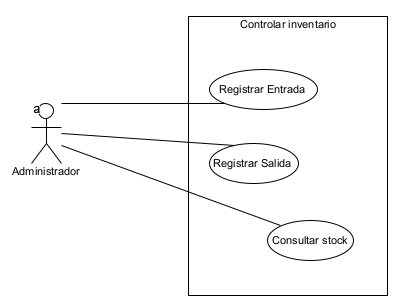 Controlar inventario
Registrar Entrada
a
Registrar Salida
Administrador
Consultar stock